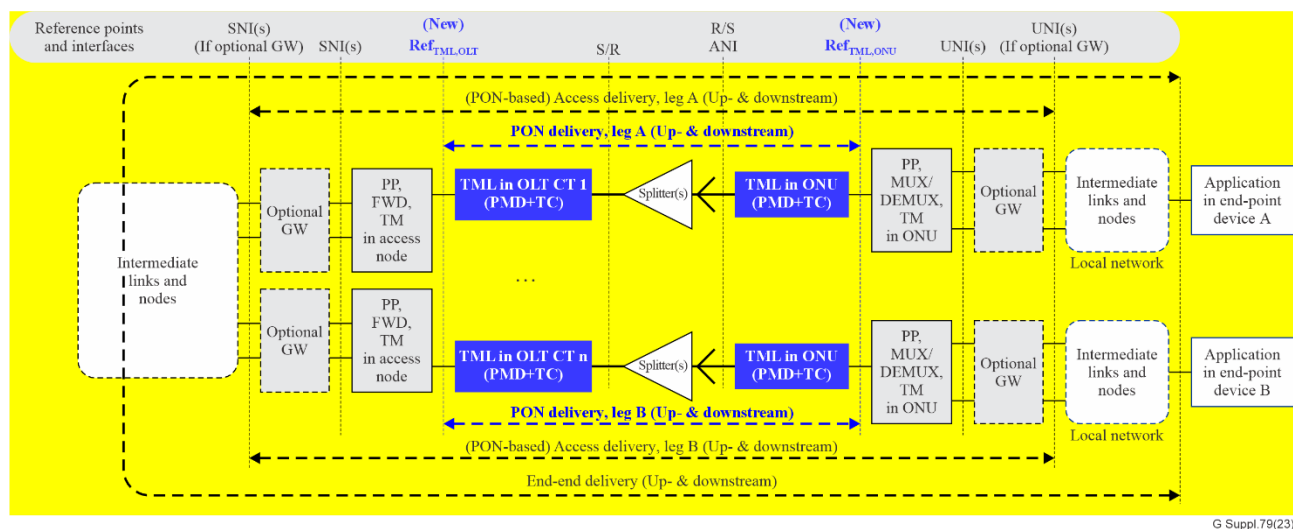 Reference points
and interfaces
SNI(s)
(If optional GW)
SNI(s)
(New)
Ref_TML,OLT
S/R
R/S
ANI
(New)
Ref_TML,ONU
UNI(s)
UNI(s)
(If optional GW)
(PON-based) Access delivery, leg A (Up- & downstream)
PON delivery, leg A (Up- & downstream)
Intermediate
links and
nodes
Optional
GW
PP,
FWD,
TM
in access
node
TML in OLT CT 1
(PMD+TC)
Splitter(s)
TML in ONU
(PMD+TC)
PP,
MUX/
DEMUX,
TM
in ONU
Optional
GW
Intermediate
links and
nodes
Local network
Application
in end-point
device A
...
Optional
GW
PP,
FWD,
TM
in access
node
TML in OLT CT n
(PMD+TC)
Splitter(s)
TML in ONU
(PMD+TC)
PP,
MUX/
DEMUX,
TM
in ONU
Optional
GW
Intermediate
links and
nodes
Local network
Application
in end-point
device B
PON delivery, leg B (Up- & downstream)
(PON-based) Access delivery, leg B (Up- & downstream)
End-end delivery (Up- & downstream)
G Suppl.79(23)